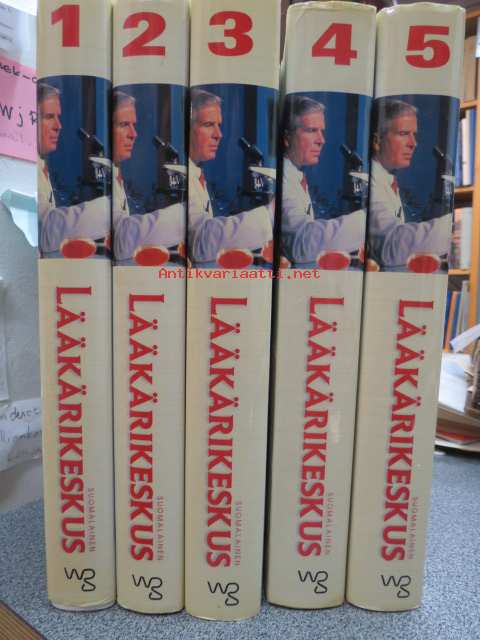 1
2
3
4
5
Antikvariaatti.net
LÄÄKÄRIKESKUS
SUOMALAINEN
WS
LÄÄKÄRIKESKUS
SUOMALAINEN
WS
LÄÄKÄRIKESKUS
SUOMALAINEN
WS
LÄÄKÄRIKESKUS
SUOMALAINEN
WS
LÄÄKÄRIKESKUS
SUOMALAINEN
WS